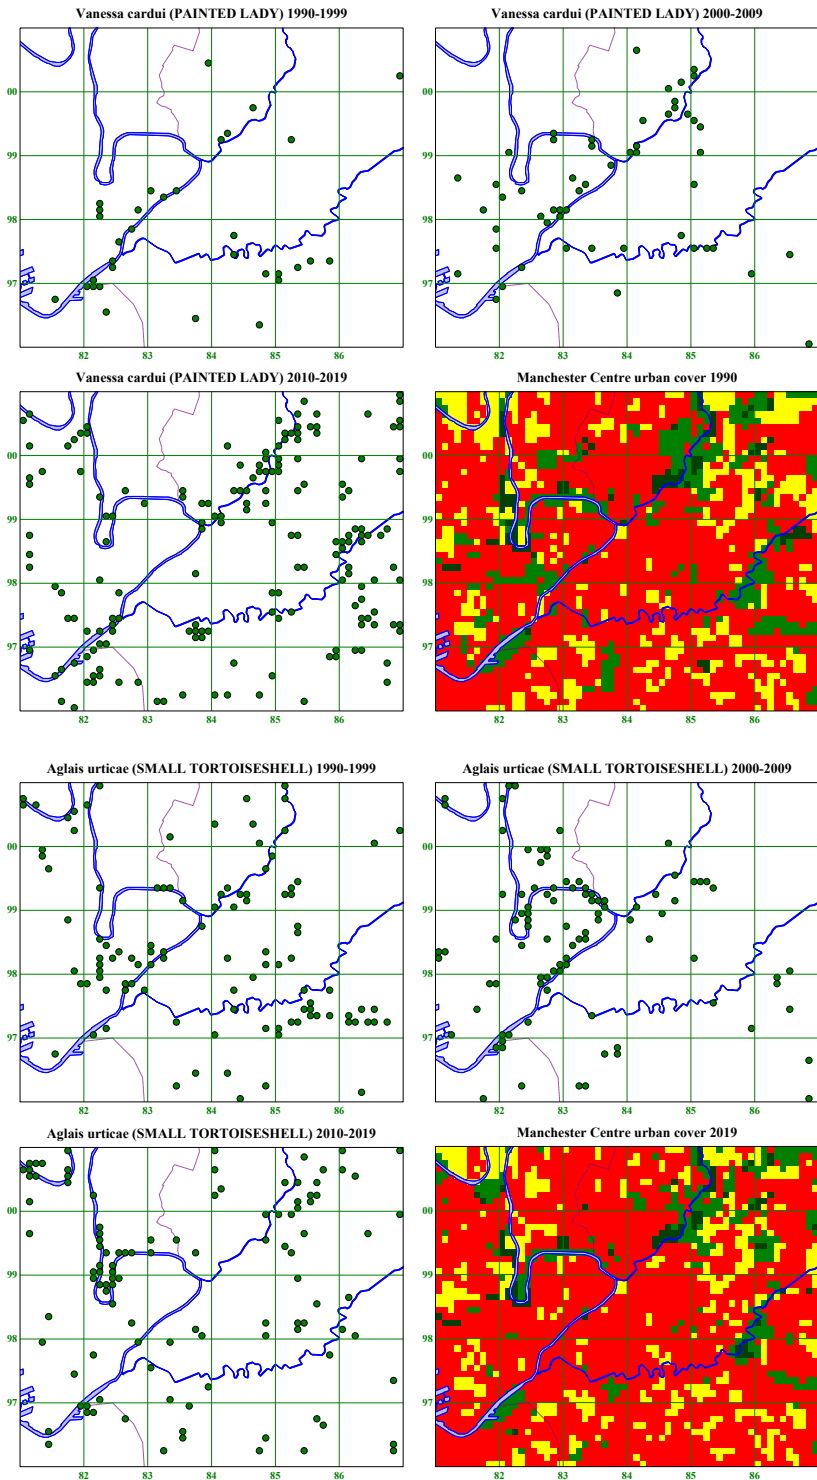 Vanessa cardui (PAINTED LADY) 1990-1999
Vanessa cardui (PAINTED LADY) 2000-2009
00
99
98
97
82 83 84 85 86
00
99
98
97
82 83 84 85 86
Vanessa cardui (PAINTED LADY) 2010-2019
Manchester Centre urban cover 1990
00
99
98
97
82 83 84 85 86
00
99
98
97
82 83 84 85 86
Aglais urticae (SMALL TORTOISESHELL) 1990-1999
Aglais urticae (SMALL TORTOISESHELL) 2000-2009
00
99
98
97
82 83 84 85 86
00
99
98
97
82 83 84 85 86
Aglais urticae (SMALL TORTOISESHELL) 2010-2019
Manchester Centre urban cover 2019
00
99
98
97
82 83 84 85 86
00
99
98
97
82 83 84 85 86